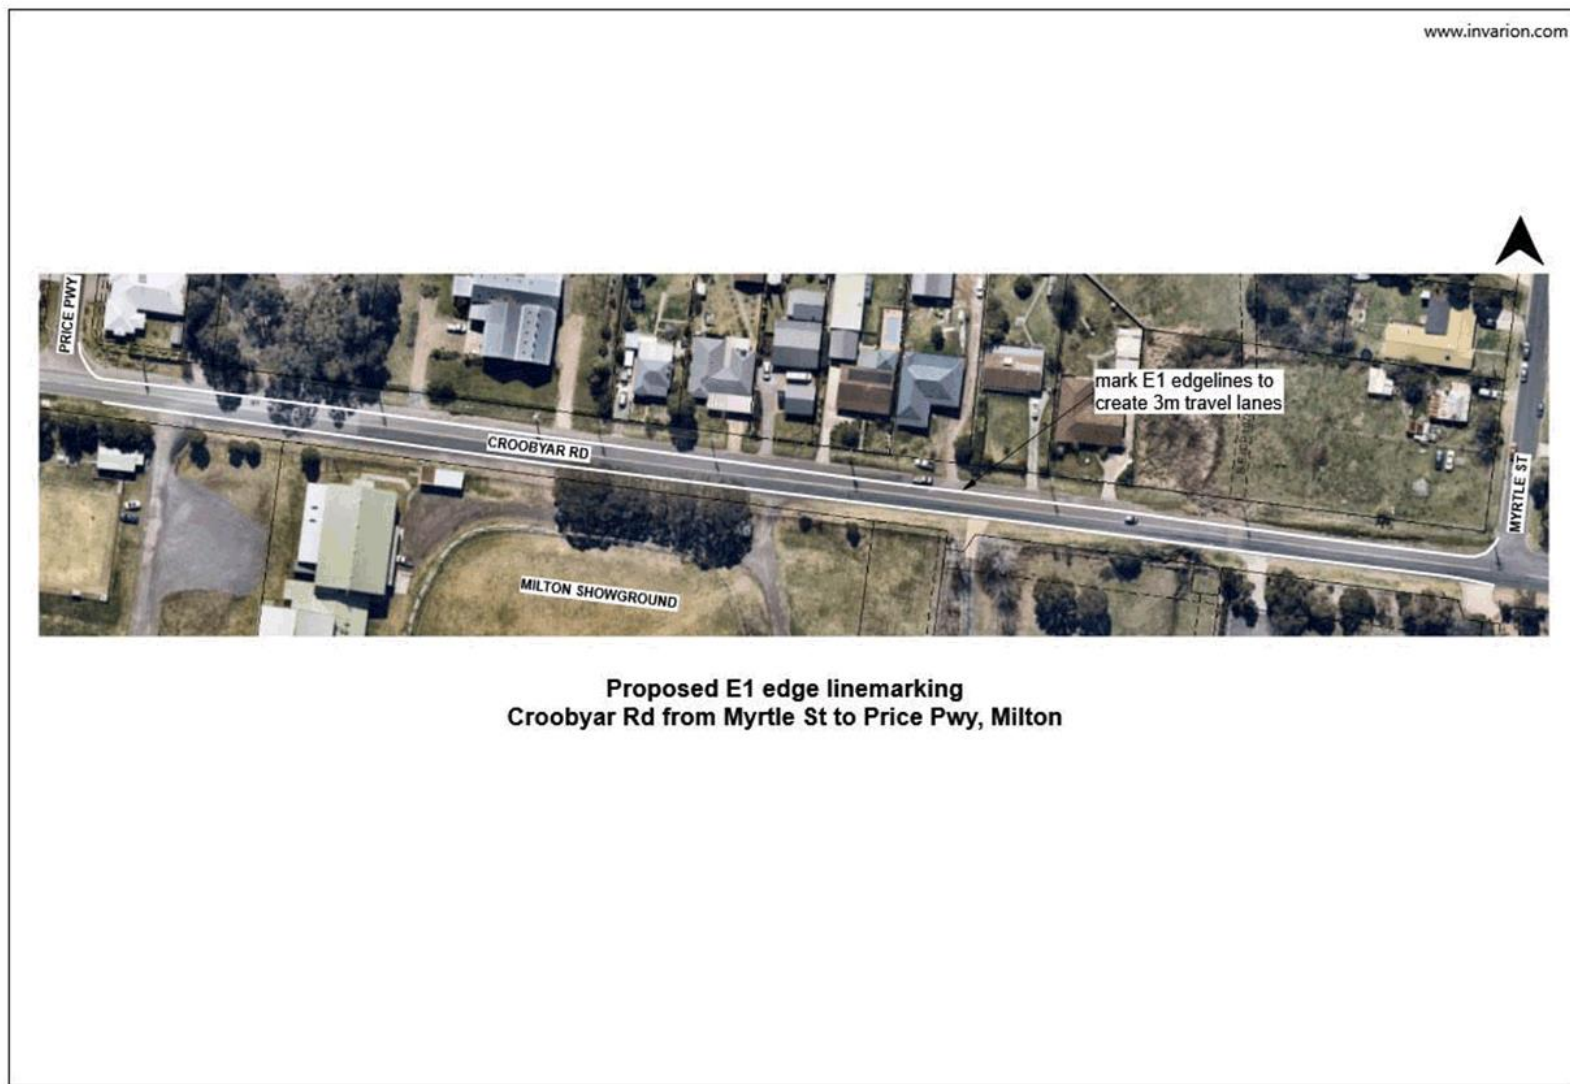 www.invarion.com
PRICE PWY
mark E1 edgelines to
create 3m travel lanes
CROOBYAR RD
MYRTLE ST
MILTON SHOWGROUND
Proposed E1 edge linemarking
Croobyar Rd from Myrtle St to Price Pwy, Milton